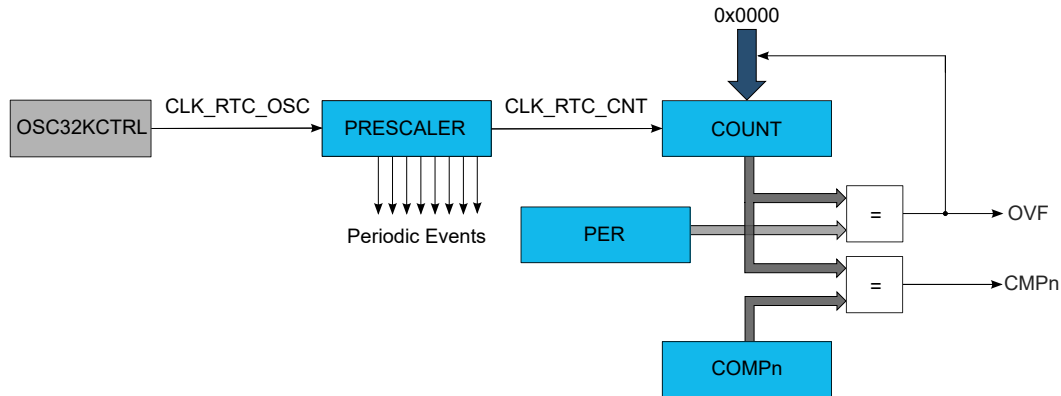 0x0000
CLK_RTC_OSC
CLK_RTC_CNT
OSC32KCTRL
PRESCALER
COUNT
Periodic Events
PER
=
OVF
=
CMPn
COMPn